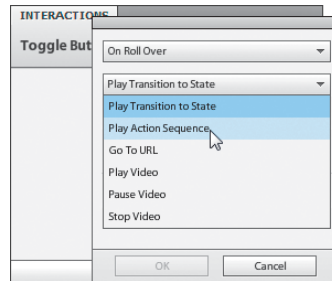 INTERACTIONS
Toggle But
On Roll Over
Play Transition to State
Play Transition to State
Play Action Sequence
Go To URL
Play Video
Pause Video
Stop Video
OK
Cancel